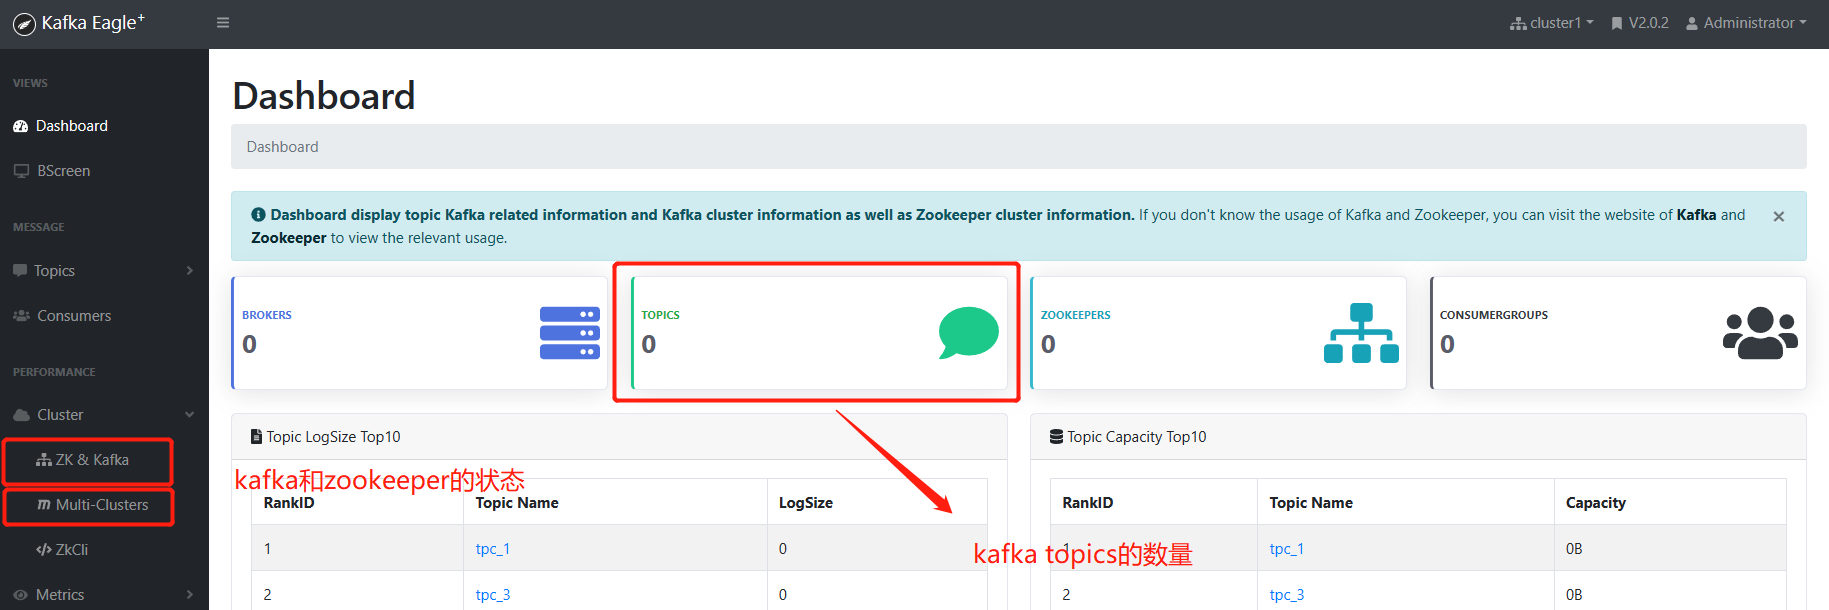 Kafka Eagle+
cluster1
V2.0.2
Administrator
VIEWS
Dashboard
BScreen
MESSAGE
Topics
Consumers
PERFORMANCE
Cluster
ZK & Kafka
Multi-Clusters
ZkCli
Metrics
Dashboard
Dashboard
Dashboard display topic Kafka related information and Kafka cluster information as well as Zookeeper cluster information. If you don't know the usage of Kafka and Zookeeper, you can visit the website of Kafka and
Zookeeper to view the relevant usage.
×
BROKERS
0
TOPICS
0
ZOOKEEPERS
0
CONSUMERGROUPS
0
Topic LogSize Top10
kafka和zookeeper的状态
RankID Topic Name LogSize
1 tpc_1 0
2 tpc_3 0
Topic Capacity Top10
RankID Topic Name Capacity
kafka topics的数量
1 tpc_1 0B
2 tpc_3 0B